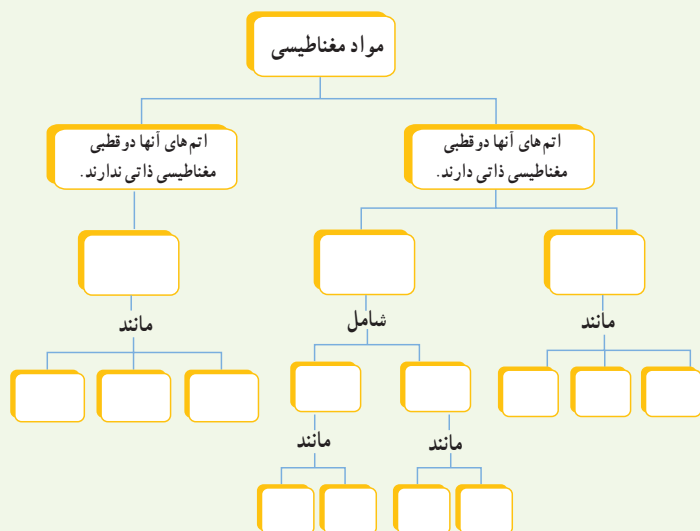 مواد مغناطیسی
اتم‌های آنها دو قطبی
مغناطیسی ذاتی دارند.
اتم‌های آنها دو قطبی
مغناطیسی ذاتی ندارند.
مانند
شامل
مانند
مانند
مانند